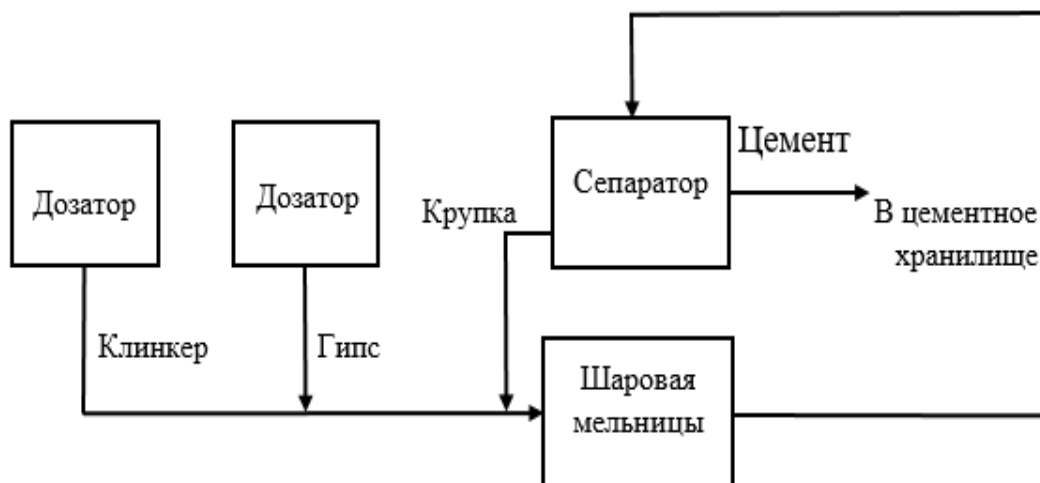 Дозатор
Дозатор
Сепаратор
Цемент
Крупка
В цементное
хранилище
Клинкер
Гипс
Шаровая
мельницы